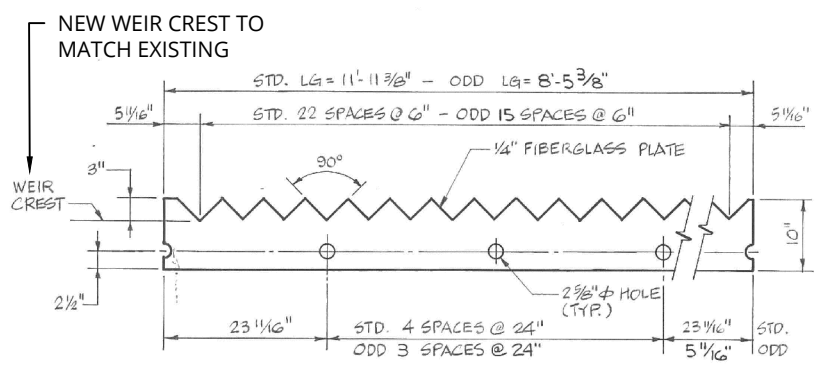 NEW WEIR CREST TO
MATCH EXISTING
STD. LG = 11'-11 3/8" - ODD LG = 8'-5 3/8"
5 11/16"
STD. 22 SPACES @ 6" - ODD 15 SPACES @ 6"
5 11/16"
90°
1/4" FIBERGLASS PLATE
3"
WEIR
CREST
10"
2 1/2"
2 5/8" Φ HOLE
(TYP.)
23 11/16"
STD. 4 SPACES @ 24"
23 11/16"
STD.
ODD 3 SPACES @ 24"
5 11/16"
ODD